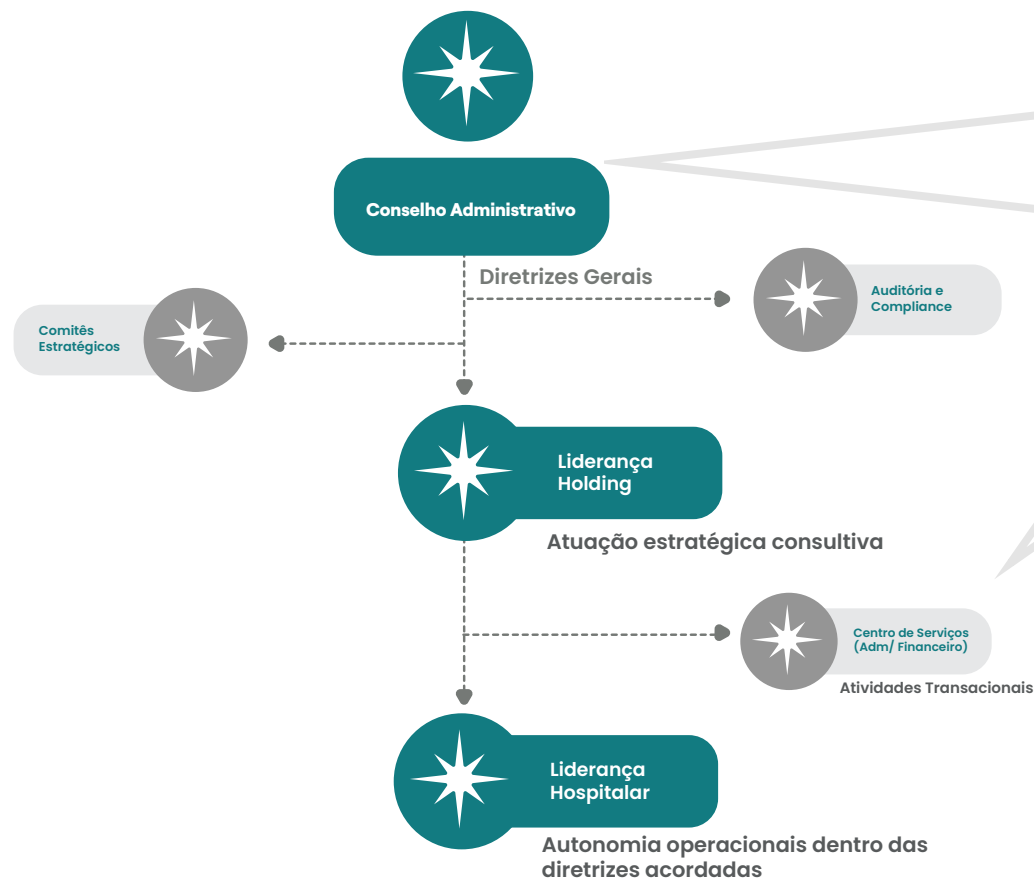 Conselho Administrativo
Diretrizes Gerais
Auditória e
Compliance
Comitês
Estratégicos
Liderança
Holding
Atuação estratégica consultiva
Centro de Serviços
(Adm/ Financeiro)
Atividades Transacionais
Liderança
Hospitalar
Autonomia operacionais dentro das
diretrizes acordadas